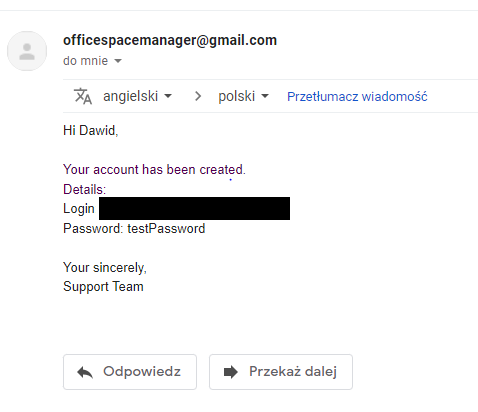 officespacemanager@gmail.com
do mnie
angielski > polski Przetłumacz wiadomość
Hi Dawid,
Your account has been created.
Details:
Login
Password: testPassword
Your sincerely,
Support Team
Odpowiedz Przekaż dalej